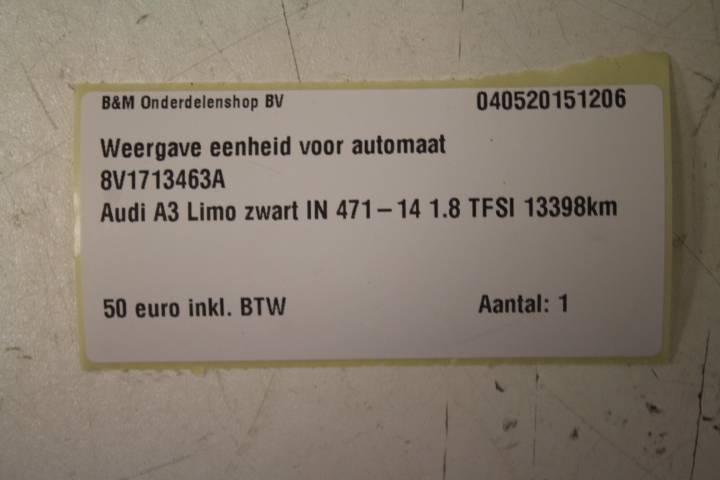 B&M Onderdelenshop BV 040520151206
Weergave eenheid voor automaat
8V1713463A
Audi A3 Limo zwart IN 471-14 1.8 TFSI 13398km
50 euro inkl. BTW Aantal: 1